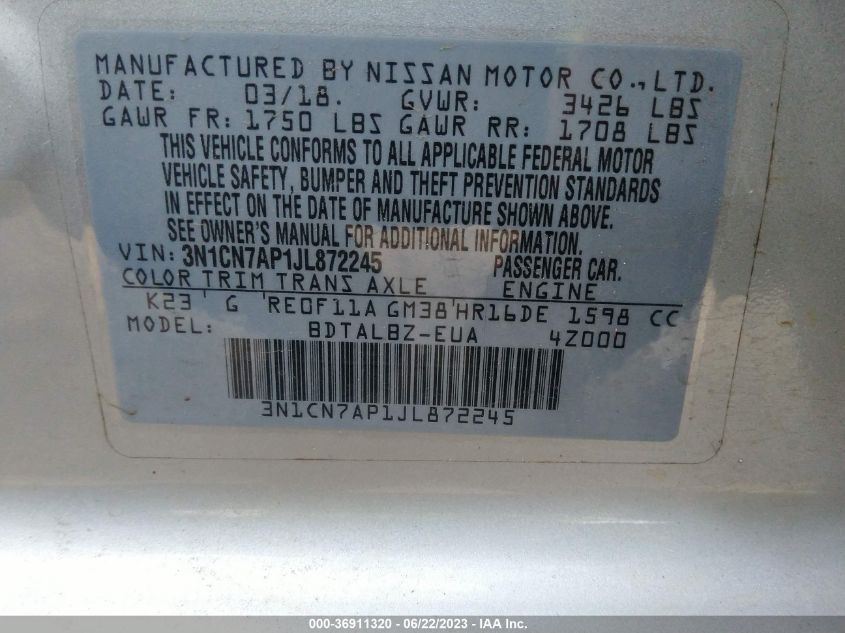 MANUFACTURED BY NISSAN MOTOR CO., LTD.
DATE: 03/18. GVWR: 3426 LBS
GAWR FR: 1750 LBS GAWR RR: 1708 LBS
THIS VEHICLE CONFORMS TO ALL APPLICABLE FEDERAL MOTOR
VEHICLE SAFETY, BUMPER AND THEFT PREVENTION STANDARDS
IN EFFECT ON THE DATE OF MANUFACTURE SHOWN ABOVE.
SEE OWNER'S MANUAL FOR ADDITIONAL INFORMATION.
VIN: 3N1CN7AP1JL872245 PASSENGER CAR.
COLOR TRIM TRANS AXLE ENGINE
K23 ' G 'RE0F11A GM38'HR16DE 1598 CC
MODEL: BDTALBZ-EUA 4Z000
3N1CN7AP1JL872245
000-36911320 - 06/22/2023 - IAA Inc.